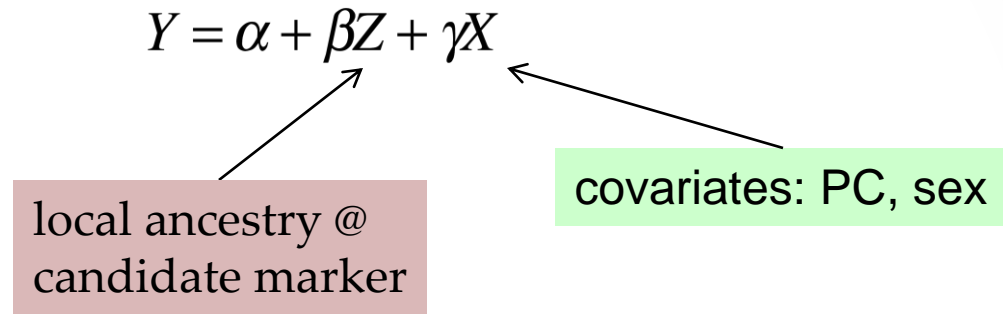 Y = α + βZ + γX
covariates: PC, sex
local ancestry @
candidate marker